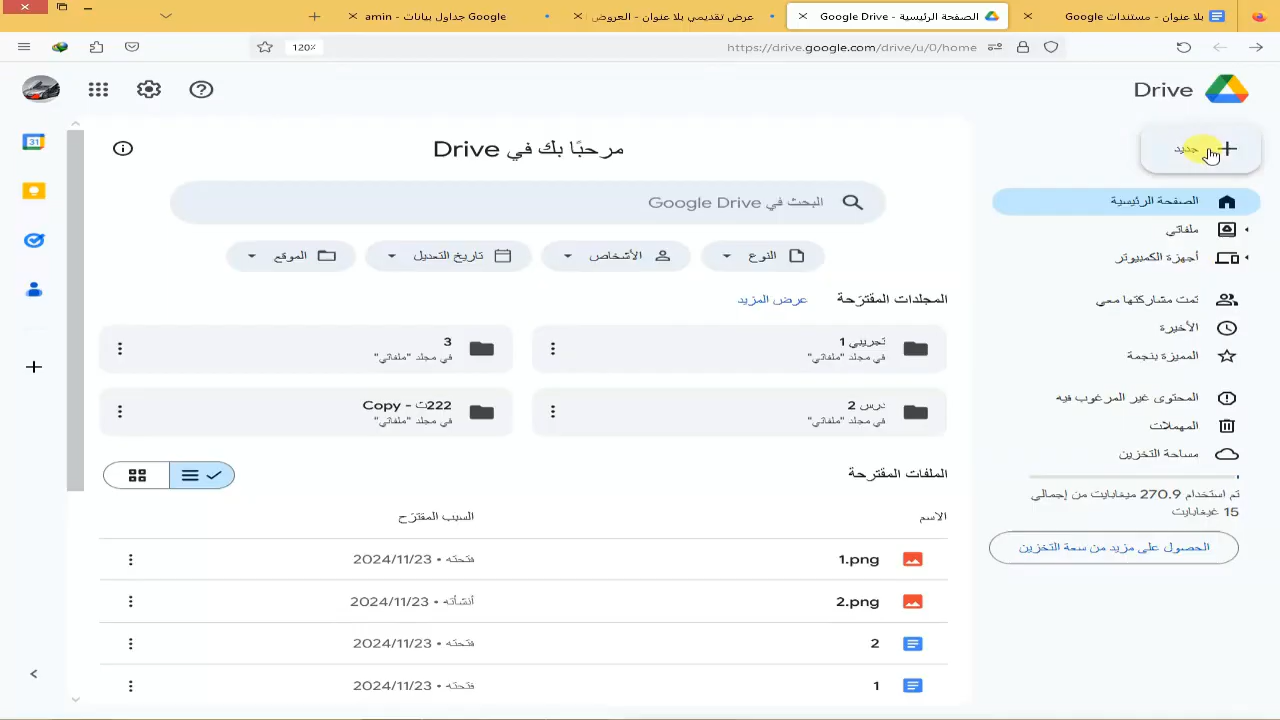 بلا عنوان - مستندات Google
الصفحة الرئيسية - Google Drive
عرض تقديمي بلا عنوان - العروض
amin - جداول بيانات Google
https://drive.google.com/drive/u/0/home
120%
Drive
جديد
الصفحة الرئيسية
ملفاتي
أجهزة الكمبيوتر
تمت مشاركتها معي
الأخيرة
المميزة بنجمة
المحتوى غير المرغوب فيه
المهملات
مساحة التخزين
تم استخدام 270.9 ميغابايت من إجمالي
15 غيغابايت
الحصول على مزيد من سعة التخزين
مرحبًا بك في Drive
البحث في Google Drive
النوع
الأشخاص
تاريخ التعديل
الموقع
المجلدات المقترَحة
عرض المزيد
تجريبي 1
في مجلد "ملفاتي"
3
في مجلد "ملفاتي"
درس 2
في مجلد "ملفاتي"
222ث - Copy
في مجلد "ملفاتي"
الملفات المقترحة
الاسم
السبب المقترَح
1.png
فتحته • 2024/11/23
2.png
أنشأته • 2024/11/23
2
فتحته • 2024/11/23
1
فتحته • 2024/11/23
31